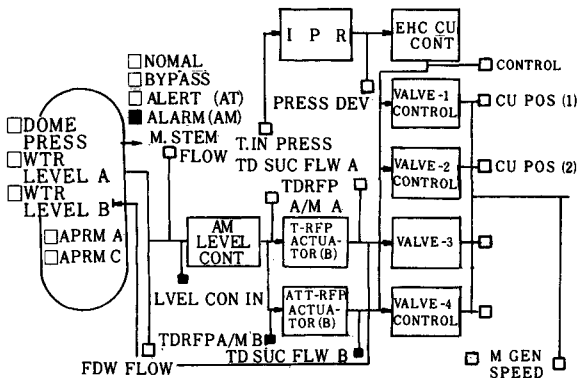 I P R
EHC CU
CONT
NOMAL
BYPASS
ALERT (AT)
ALARM(AM)
CONTROL
PRESS DEV
VALVE-1
CONTROL
CU POS (1)
DOME
PRESS
M. STEM
FLOW
T.IN PRESS
TD SUC FLW A
WTR
LEVEL A
VALVE-2
CONTROL
CU POS (2)
WTR
LEVEL B
TDRFP
A/M A
APRM A
APRM C
AM
LEVEL
CONT
T-RFP
ACTUA-
TOR(B)
VALVE-3
LVEL CON IN
ATT-RFP
ACTUA-
TOR(B)
VALVE-4
CONTROL
TDRFPA/M B
TD SUC FLW B
FDW FLOW
M GEN
SPEED